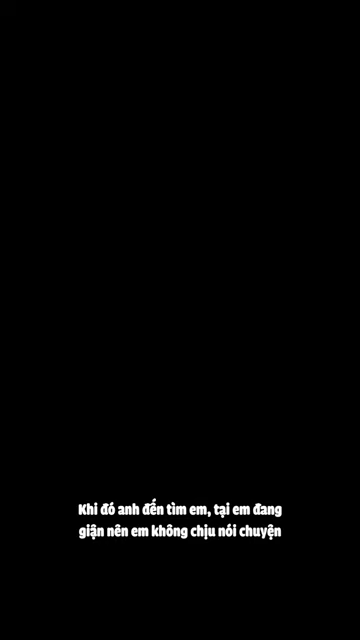 Khi đó anh đến tìm em, tại em đang
giận nên em không chịu nói chuyện